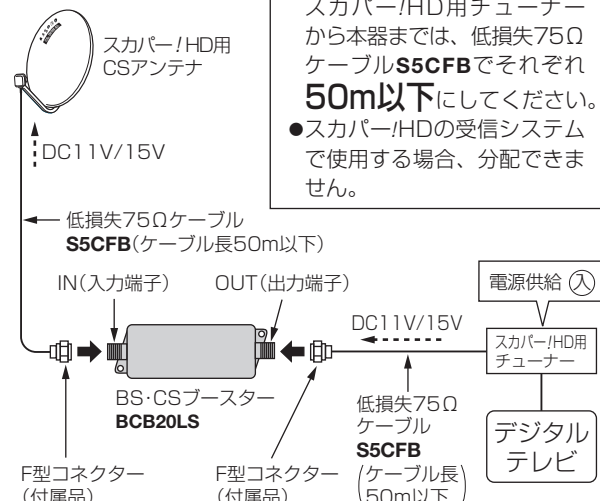 スカパー!HD用チューナー
から本器までは、低損失75Ω
ケーブルS5CFBでそれぞれ
50m以下にしてください。
●スカパー!HDの受信システム
で使用する場合、分配できま
せん。
スカパー!HD用
CSアンテナ
DC11V/15V
低損失75Ωケーブル
S5CFB(ケーブル長50m以下)
IN(入力端子)
OUT(出力端子)
電源供給 入
DC11V/15V
スカパー!HD用
チューナー
BS・CSブースター
BCB20LS
低損失75Ω
ケーブル
S5CFB
(ケーブル長
50m以下)
デジタル
テレビ
F型コネクター
(付属品)
F型コネクター
(付属品)